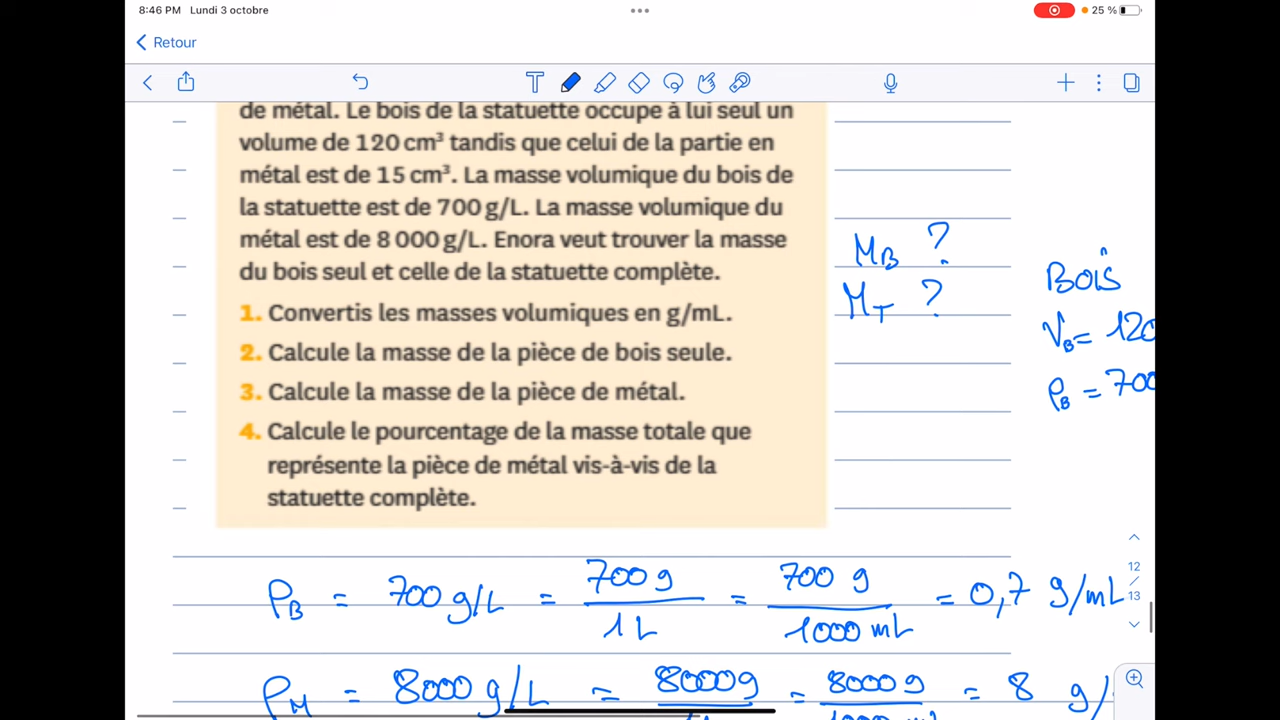 8:46 PM Lundi 3 octobre
25 %
Retour
de métal. Le bois de la statuette occupe à lui seul un
volume de 120 cm³ tandis que celui de la partie en
métal est de 15 cm³. La masse volumique du bois de
la statuette est de 700 g/L. La masse volumique du
métal est de 8 000 g/L. Enora veut trouver la masse
du bois seul et celle de la statuette complète.
1. Convertis les masses volumiques en g/mL.
2. Calcule la masse de la pièce de bois seule.
3. Calcule la masse de la pièce de métal.
4. Calcule le pourcentage de la masse totale que
représente la pièce de métal vis-à-vis de la
statuette complète.
M_B ?
M_T ?
Bois
V_B = 120
ρ_B = 700
12
/
13
ρ_B = 700 g/L = 700 g / 1 L = 700 g / 1000 mL = 0,7 g/mL
ρ_M = 8000 g/L = 8000 g = 8000 g / 1000 mL = 8 g/